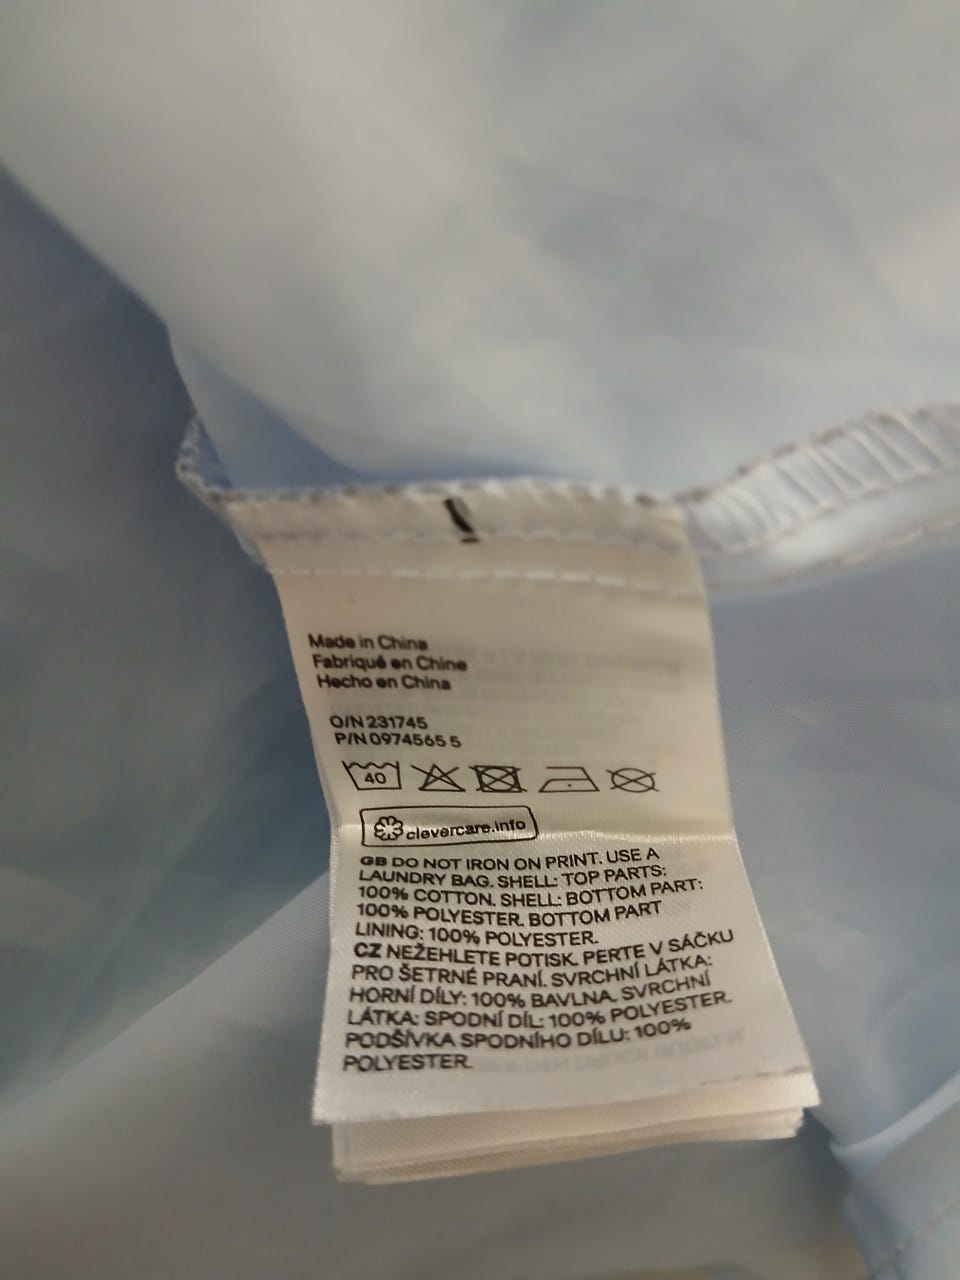 Made in China
Fabriqué en Chine
Hecho en China
O/N 231745
P/N 0974565 5
40
clevercare.info
GB DO NOT IRON ON PRINT. USE A
LAUNDRY BAG. SHELL: TOP PARTS:
100% COTTON. SHELL: BOTTOM PART:
100% POLYESTER. BOTTOM PART
LINING: 100% POLYESTER.
CZ NEŽEHLETE POTISK. PERTE V SÁČKU
PRO ŠETRNÉ PRANÍ. SVRCHNÍ LÁTKA:
HORNÍ DÍLY: 100% BAVLNA. SVRCHNÍ
LÁTKA: SPODNÍ DÍL: 100% POLYESTER.
PODŠÍVKA SPODNÍHO DÍLU: 100%
POLYESTER.